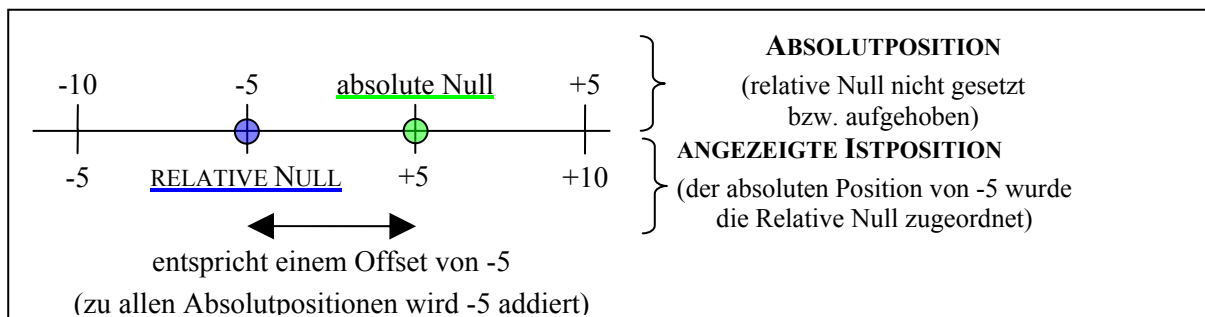 ABSOLUTPOSITION
-10 -5 absolute Null +5
(relative Null nicht gesetzt
bzw. aufgehoben)
ANGEZEIGTE ISTPOSITION
-5 RELATIVE NULL +5 +10
(der absoluten Position von -5 wurde
die Relative Null zugeordnet)
entspricht einem Offset von -5
(zu allen Absolutpositionen wird -5 addiert)